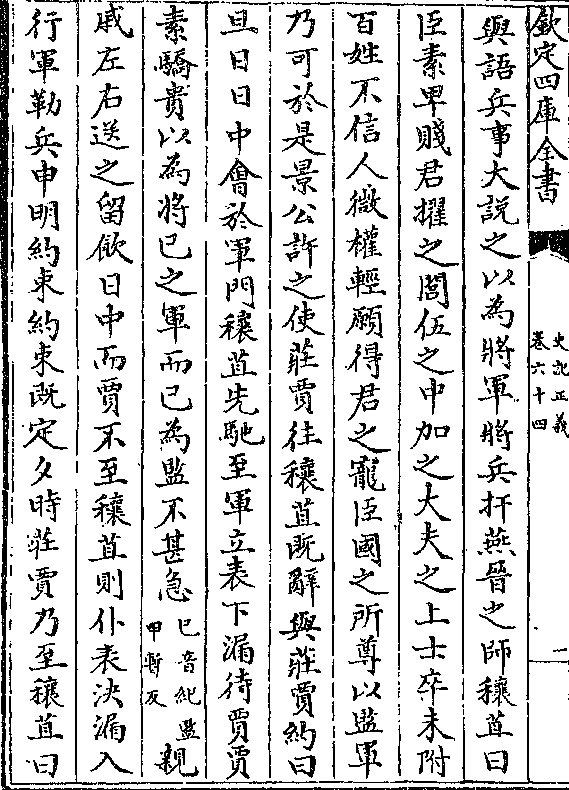 欽定四庫全書
史記正義
卷六十四
一
與語兵事大説之以為將軍將兵扞燕晉之師穰苴曰
臣素卑賤君擢之閭伍之中加之大夫之上士卒未附
百姓不信人微權輕願得君之寵臣國之所尊以監軍
乃可於是景公許之使莊賈往穰苴既辭與莊賈約曰
旦日日中會於軍門穰苴先馳至軍立表下漏待賈賈
素驕貴以為將已之軍而已為監不甚急
已音紀監
甲暫反
親
戚左右送之留飲日中而賈不至穰苴則仆表決漏入
行軍勒兵申明約束約束既定夕時莊賈乃至穰苴曰